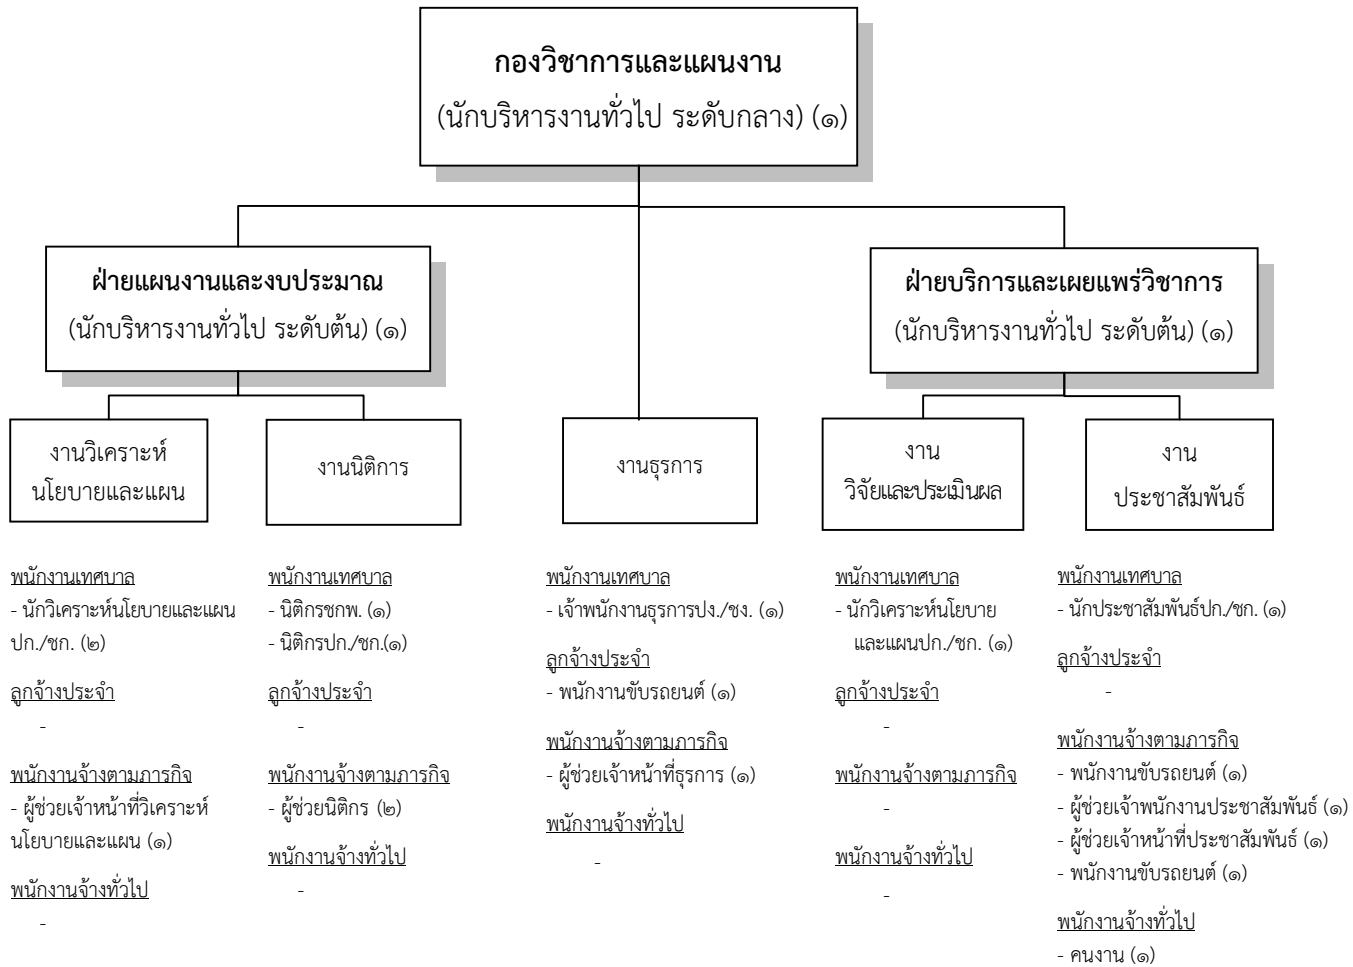 กองวิชาการและแผนงาน
(นักบริหารงานทั่วไป ระดับกลาง) (๑)
ฝ่ายแผนงานและงบประมาณ
(นักบริหารงานทั่วไป ระดับต้น) (๑)
ฝ่ายบริการและเผยแพร่วิชาการ
(นักบริหารงานทั่วไป ระดับต้น) (๑)
งานวิเคราะห์
นโยบายและแผน
งานนิติการ
งานธุรการ
งาน
วิจัยและประเมินผล
งาน
ประชาสัมพันธ์
พนักงานเทศบาล
- นักวิเคราะห์นโยบายและแผน
ปก./ชก. (๒)
ลูกจ้างประจำ
-
พนักงานจ้างตามภารกิจ
- ผู้ช่วยเจ้าหน้าที่วิเคราะห์
นโยบายและแผน (๑)
พนักงานจ้างทั่วไป
-
พนักงานเทศบาล
- นิติกรชกพ. (๑)
- นิติกรปก./ชก.(๑)
ลูกจ้างประจำ
-
พนักงานจ้างตามภารกิจ
- ผู้ช่วยนิติกร (๒)
พนักงานจ้างทั่วไป
-
พนักงานเทศบาล
- เจ้าพนักงานธุรการปง./ชง. (๑)
ลูกจ้างประจำ
- พนักงานขับรถยนต์ (๑)
พนักงานจ้างตามภารกิจ
- ผู้ช่วยเจ้าหน้าที่ธุรการ (๑)
พนักงานจ้างทั่วไป
-
พนักงานเทศบาล
- นักวิเคราะห์นโยบาย
และแผนปก./ชก. (๑)
ลูกจ้างประจำ
-
พนักงานจ้างตามภารกิจ
-
พนักงานจ้างทั่วไป
-
พนักงานเทศบาล
- นักประชาสัมพันธ์ปก./ชก. (๑)
ลูกจ้างประจำ
-
พนักงานจ้างตามภารกิจ
- พนักงานขับรถยนต์ (๑)
- ผู้ช่วยเจ้าพนักงานประชาสัมพันธ์ (๑)
- ผู้ช่วยเจ้าหน้าที่ประชาสัมพันธ์ (๑)
- พนักงานขับรถยนต์ (๑)
พนักงานจ้างทั่วไป
- คนงาน (๑)